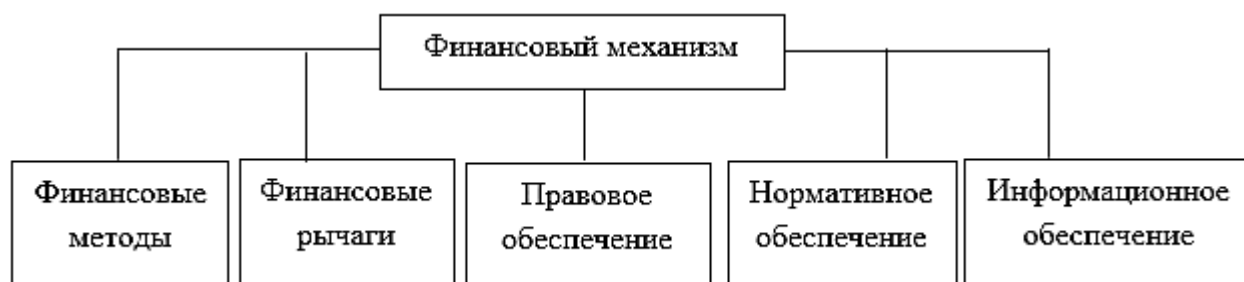 Финансовый механизм
Финансовые
методы
Финансовые
рычаги
Правовое
обеспечение
Нормативное
обеспечение
Информационное
обеспечение